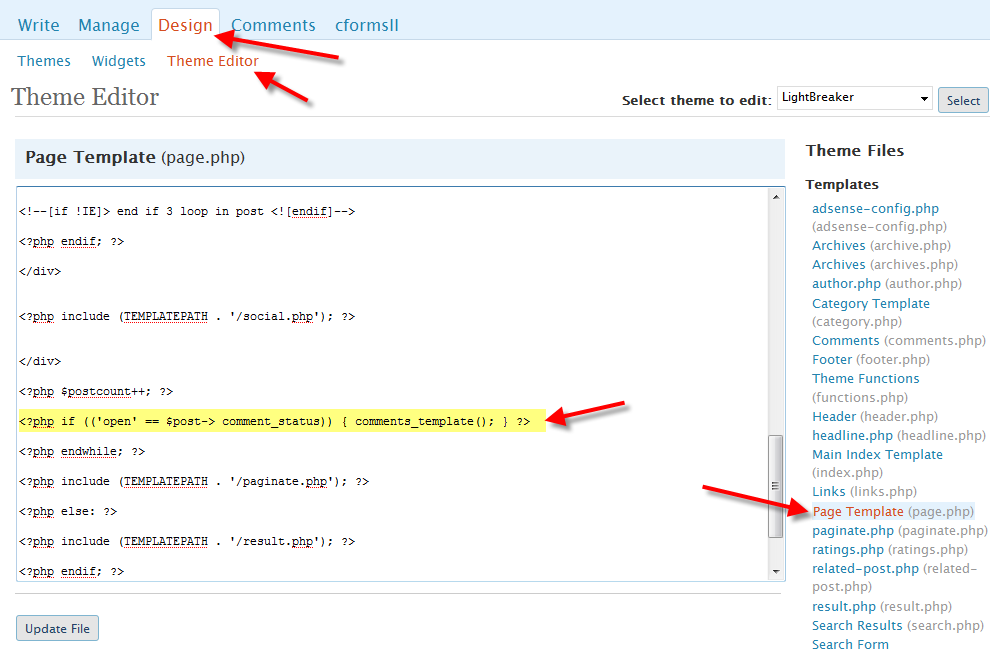 Write Manage Design Comments cformsII
Themes Widgets Theme Editor
Theme Editor
Select theme to edit: LightBreaker Select
Page Template (page.php)
<!--[if !IE]> end if 3 loop in post <![endif]-->
<?php endif; ?>
</div>
<?php include (TEMPLATEPATH . '/social.php'); ?>
</div>
<?php $postcount++; ?>
<?php if (('open' == $post-> comment_status)) { comments_template(); } ?>
<?php endwhile; ?>
<?php include (TEMPLATEPATH . '/paginate.php'); ?>
<?php else: ?>
<?php include (TEMPLATEPATH . '/result.php'); ?>
<?php endif; ?>
Update File
Theme Files
Templates
adsense-config.php
(adsense-config.php)
Archives (archive.php)
Archives (archives.php)
author.php (author.php)
Category Template
(category.php)
Comments (comments.php)
Footer (footer.php)
Theme Functions
(functions.php)
Header (header.php)
headline.php (headline.php)
Main Index Template
(index.php)
Links (links.php)
Page Template (page.php)
paginate.php (paginate.php)
ratings.php (ratings.php)
related-post.php (related-
post.php)
result.php (result.php)
Search Results (search.php)
Search Form